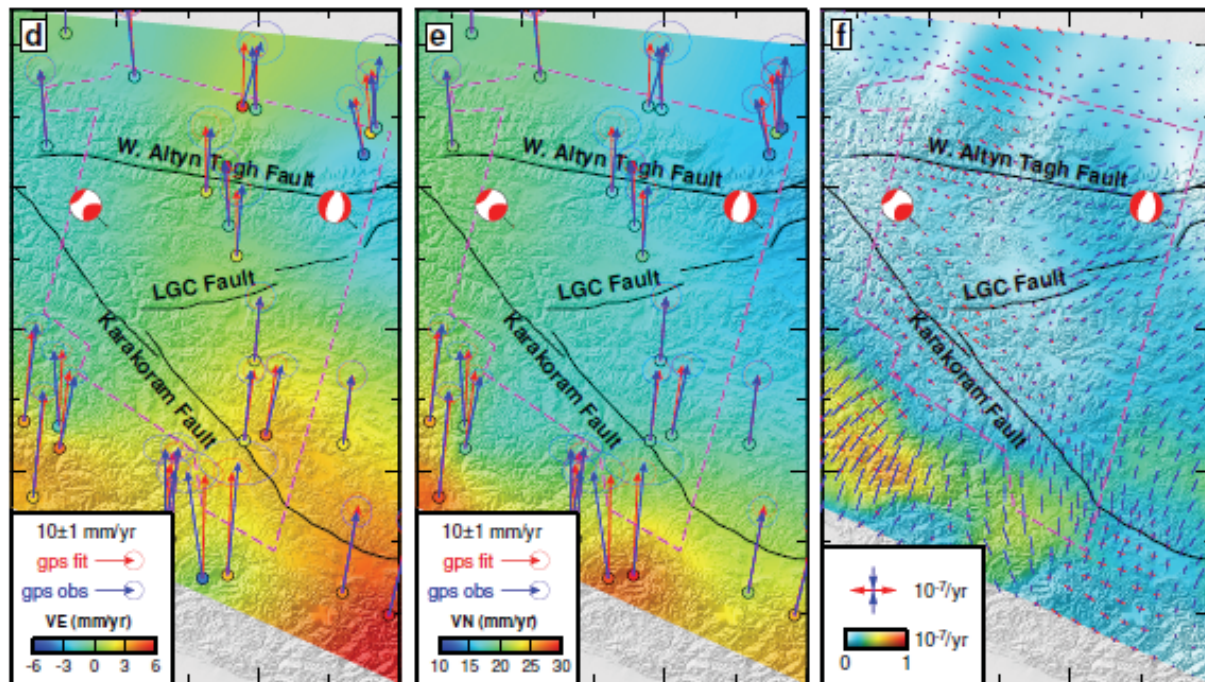 d
W. Altyn Tagh Fault
LGC Fault
Karakoram Fault
10±1 mm/yr
gps fit
gps obs
VE (mm/yr)
-6 -3 0 3 6
e
W. Altyn Tagh Fault
LGC Fault
Karakoram Fault
10±1 mm/yr
gps fit
gps obs
VN (mm/yr)
10 15 20 25 30
f
W. Altyn Tagh Fault
LGC Fault
Karakoram Fault
10⁻⁷/yr
10⁻⁷/yr
0 1